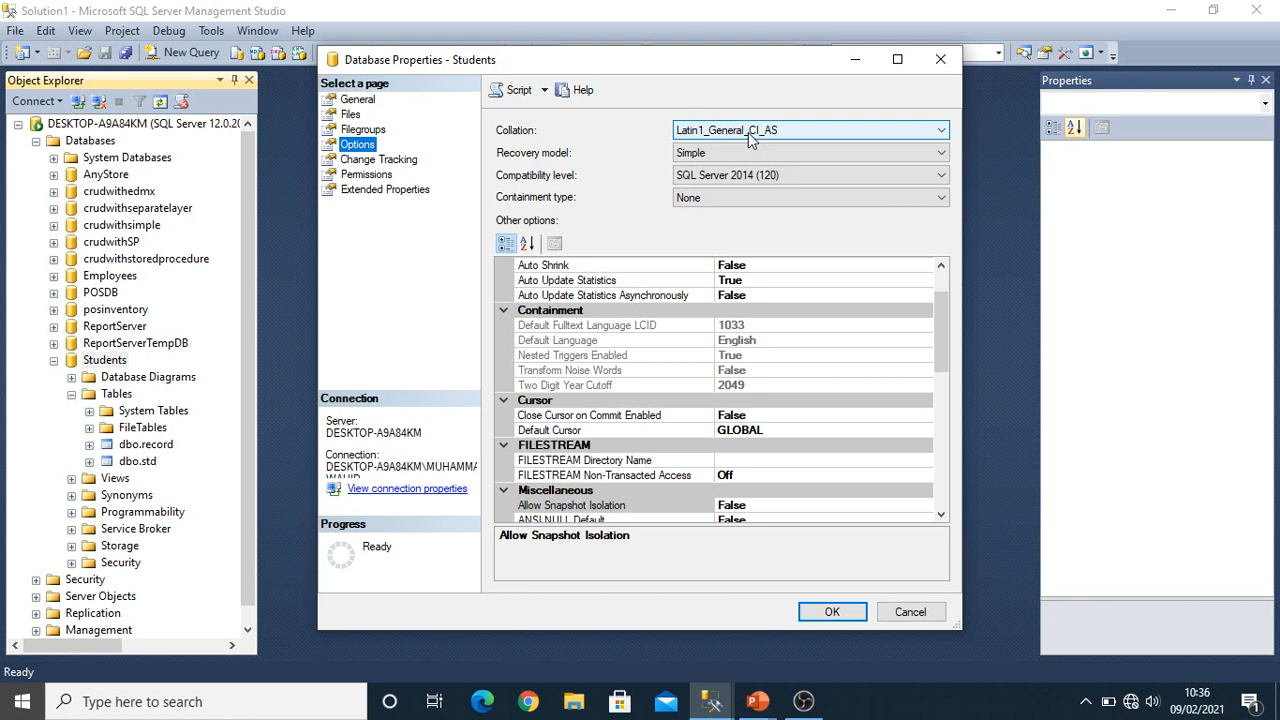 Solution1 - Microsoft SQL Server Management Studio
File Edit View Project Debug Tools Window Help
New Query
Object Explorer
Connect
DESKTOP-A9A84KM (SQL Server 12.0.20
Databases
System Databases
AnyStore
crudwithedmx
crudwithseparatelayer
crudwithsimple
crudwithSP
crudwithstoredprocedure
Employees
POSDB
posinventory
ReportServer
ReportServerTempDB
Students
Database Diagrams
Tables
System Tables
FileTables
dbo.record
dbo.std
Views
Synonyms
Programmability
Service Broker
Storage
Security
Security
Server Objects
Replication
Management
Ready
Database Properties - Students
Select a page
General
Files
Filegroups
Options
Change Tracking
Permissions
Extended Properties
Connection
Server:
DESKTOP-A9A84KM
Connection:
DESKTOP-A9A84KM\MUHAMMA
View connection properties
Progress
Ready
Script Help
Collation: Latin1_General_CI_AS
Recovery model: Simple
Compatibility level: SQL Server 2014 (120)
Containment type: None
Other options:
Auto Shrink False
Auto Update Statistics True
Auto Update Statistics Asynchronously False
Containment
Default Fulltext Language LCID 1033
Default Language English
Nested Triggers Enabled True
Transform Noise Words False
Two Digit Year Cutoff 2049
Cursor
Close Cursor on Commit Enabled False
Default Cursor GLOBAL
FILESTREAM
FILESTREAM Directory Name
FILESTREAM Non-Transacted Access Off
Miscellaneous
Allow Snapshot Isolation False
ANSI NULL Default False
Allow Snapshot Isolation
OK Cancel
Properties
Type here to search
10:36
09/02/2021